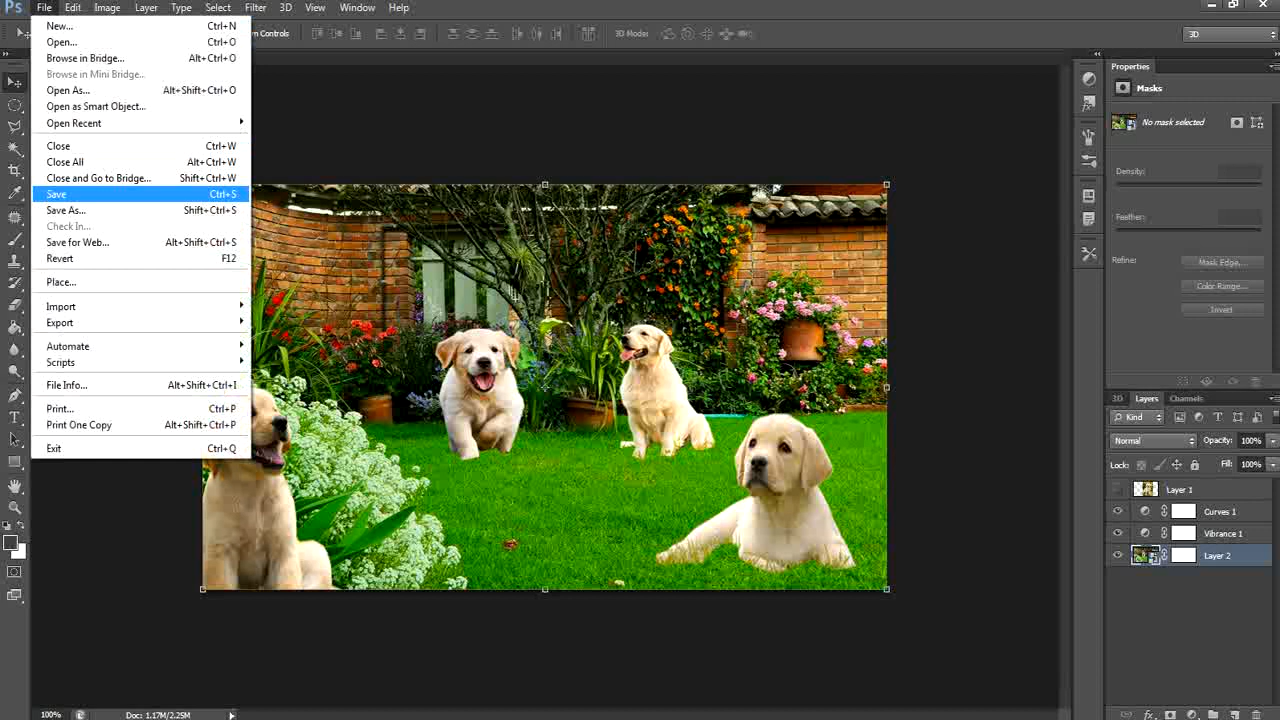 Ps File Edit Image Layer Type Select Filter 3D View Window Help
Controls 3D Modes: 3D
New... Ctrl+N
Open... Ctrl+O
Browse in Bridge... Alt+Ctrl+O
Browse in Mini Bridge...
Open As... Alt+Shift+Ctrl+O
Open as Smart Object...
Open Recent
Close Ctrl+W
Close All Alt+Ctrl+W
Close and Go to Bridge... Shift+Ctrl+W
Save Ctrl+S
Save As... Shift+Ctrl+S
Check In...
Save for Web... Alt+Shift+Ctrl+S
Revert F12
Place...
Import
Export
Automate
Scripts
File Info... Alt+Shift+Ctrl+I
Print... Ctrl+P
Print One Copy Alt+Shift+Ctrl+P
Exit Ctrl+Q
Properties
Masks
No mask selected
Density:
Feather:
Refine: Mask Edge...
Color Range...
Invert
3D Layers Channels
Kind
Normal Opacity: 100%
Lock: Fill: 100%
Layer 1
Curves 1
Vibrance 1
Layer 2
fx
100% Doc: 1.17M/2.25M